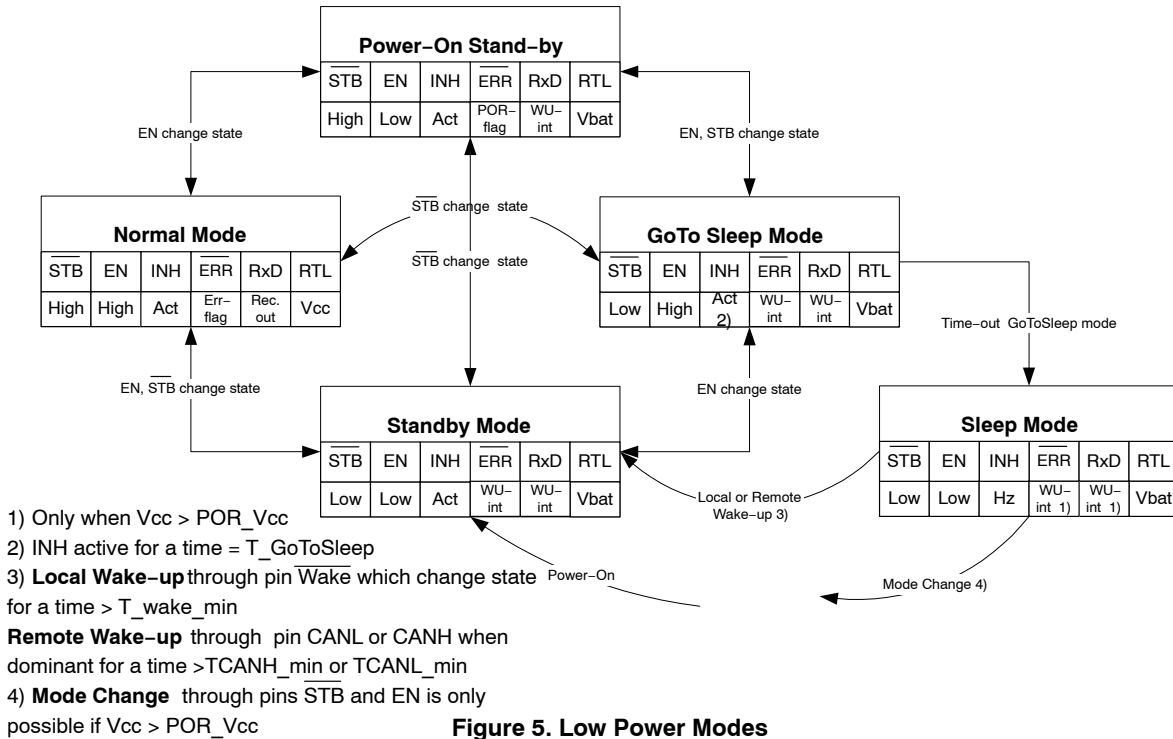 Power−On Stand−by
STB EN INH ERR RxD RTL
High Low Act POR− flag WU− int Vbat
EN change state
EN, STB change state
STB change state
STB change state
Normal Mode
STB EN INH ERR RxD RTL
High High Act Err− flag Rec. out Vcc
GoTo Sleep Mode
STB EN INH ERR RxD RTL
Low High Act 2) WU− int WU− int Vbat
Time−out GoToSleep mode
EN, STB change state
EN change state
Standby Mode
STB EN INH ERR RxD RTL
Low Low Act WU− int WU− int Vbat
Sleep Mode
STB EN INH ERR RxD RTL
Low Low Hz WU− int 1) WU− int 1) Vbat
Local or Remote
Wake−up 3)
Power−On
Mode Change 4)
1) Only when Vcc > POR_Vcc
2) INH active for a time = T_GoToSleep
3) Local Wake−up through pin Wake which change state
for a time > T_wake_min
Remote Wake−up through pin CANL or CANH when
dominant for a time >TCANH_min or TCANL_min
4) Mode Change through pins STB and EN is only
possible if Vcc > POR_Vcc
Figure 5. Low Power Modes